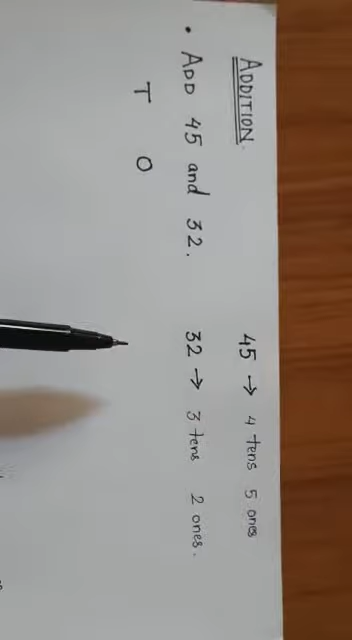 ADDITION.
• ADD 45 and 32.
T O
45 → 4 tens 5 ones
32 → 3 tens 2 ones.